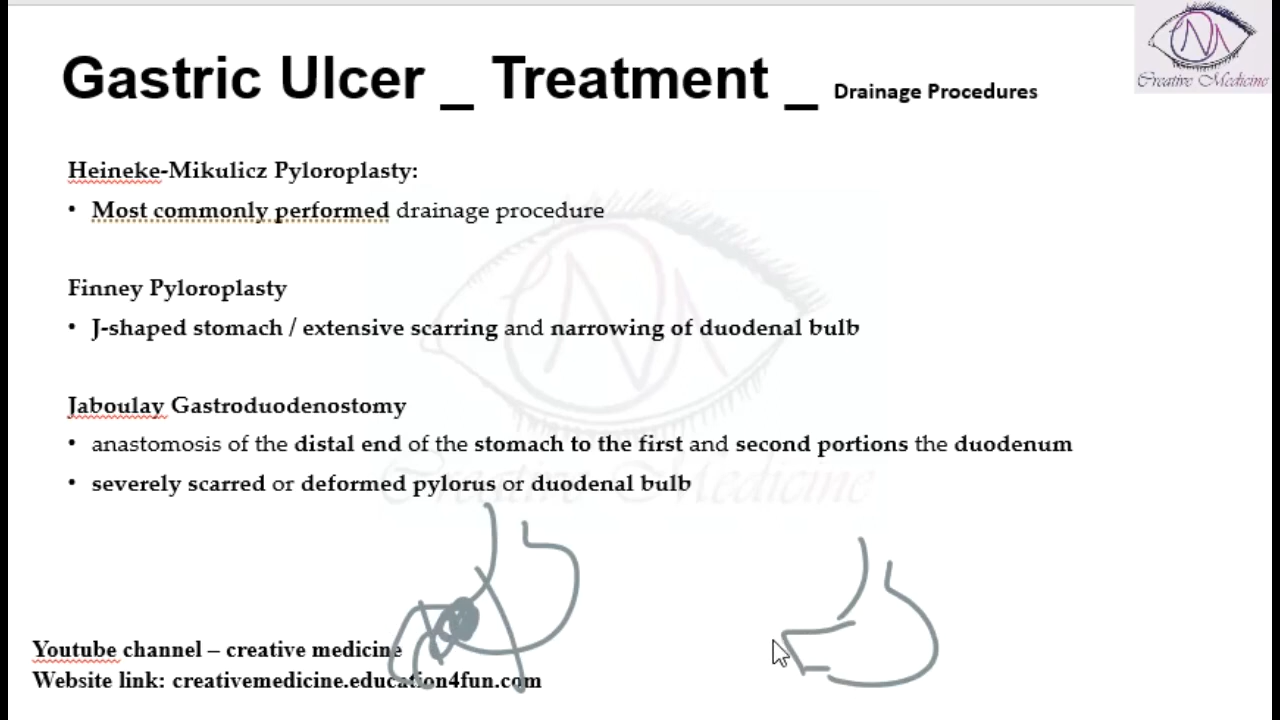 Gastric Ulcer _ Treatment _ Drainage Procedures
Creative Medicine
Heineke-Mikulicz Pyloroplasty:
• Most commonly performed drainage procedure
Finney Pyloroplasty
• J-shaped stomach / extensive scarring and narrowing of duodenal bulb
Jaboulay Gastroduodenostomy
• anastomosis of the distal end of the stomach to the first and second portions the duodenum
• severely scarred or deformed pylorus or duodenal bulb
Creative Medicine
Youtube channel – creative medicine
Website link: creativemedicine.education4fun.com